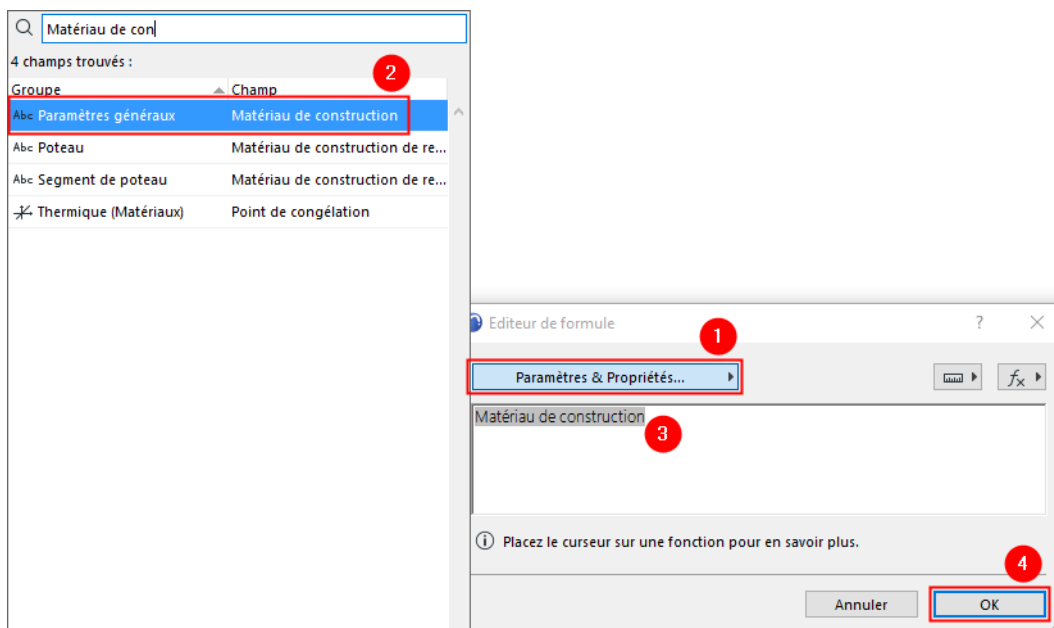 Matériau de con
4 champs trouvés :
2
Groupe Champ
Abc Paramètres généraux Matériau de construction
Abc Poteau Matériau de construction de re...
Abc Segment de poteau Matériau de construction de re...
Thermique (Matériaux) Point de congélation
Editeur de formule ?
1
Paramètres & Propriétés... fx
Matériau de construction
3
Placez le curseur sur une fonction pour en savoir plus.
4
Annuler OK